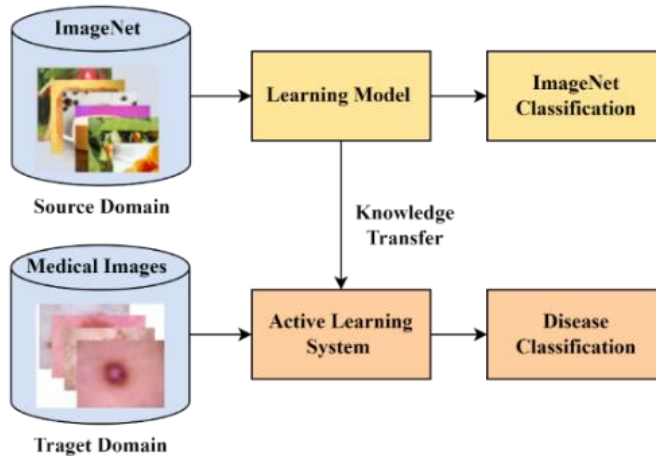 ImageNet
Learning Model
ImageNet
Classification
Source Domain
Knowledge
Transfer
Medical Images
Active Learning
System
Disease
Classification
Traget Domain